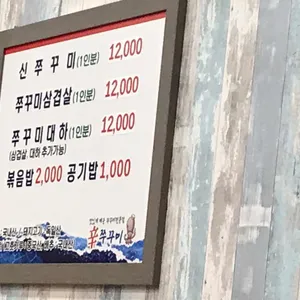 신 쭈 꾸 미 (1인분) 12,000
쭈꾸미삼겹살(1인분) 12,000
쭈꾸미대하(1인분) 12,000
(삼겹살, 대하 추가가능)
볶음밥 2,000 공기밥 1,000
辛쭈꾸미